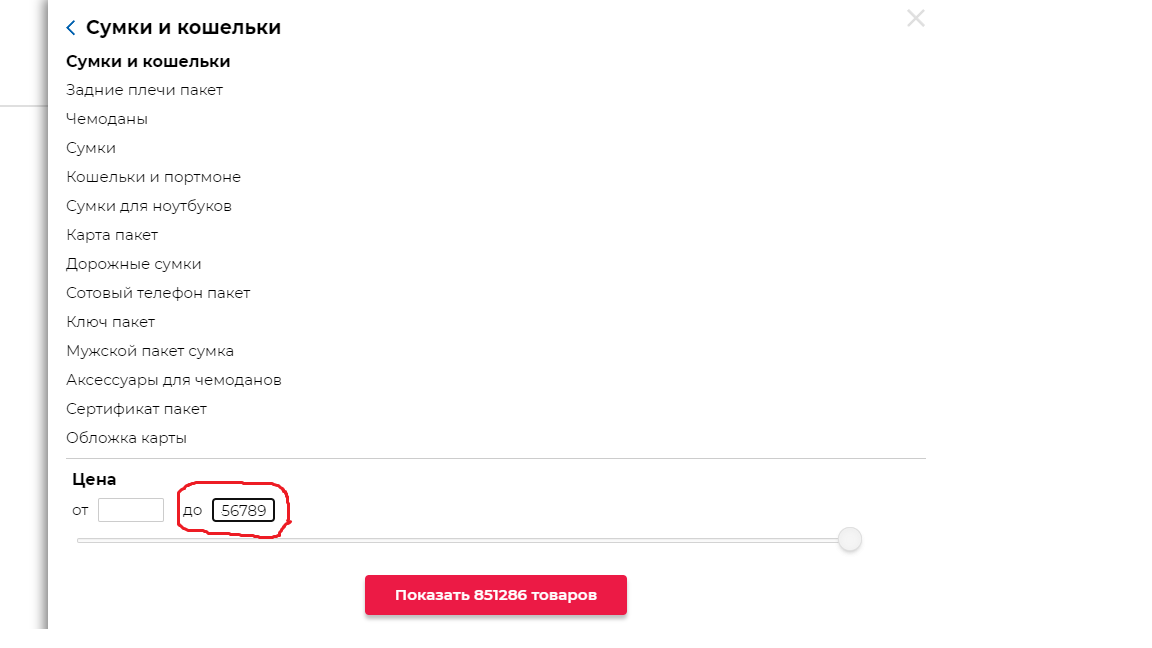 Сумки и кошельки
Сумки и кошельки
Задние плечи пакет
Чемоданы
Сумки
Кошельки и портмоне
Сумки для ноутбуков
Карта пакет
Дорожные сумки
Сотовый телефон пакет
Ключ пакет
Мужской пакет сумка
Аксессуары для чемоданов
Сертификат пакет
Обложка карты
Цена
от до 56789
Показать 851286 товаров